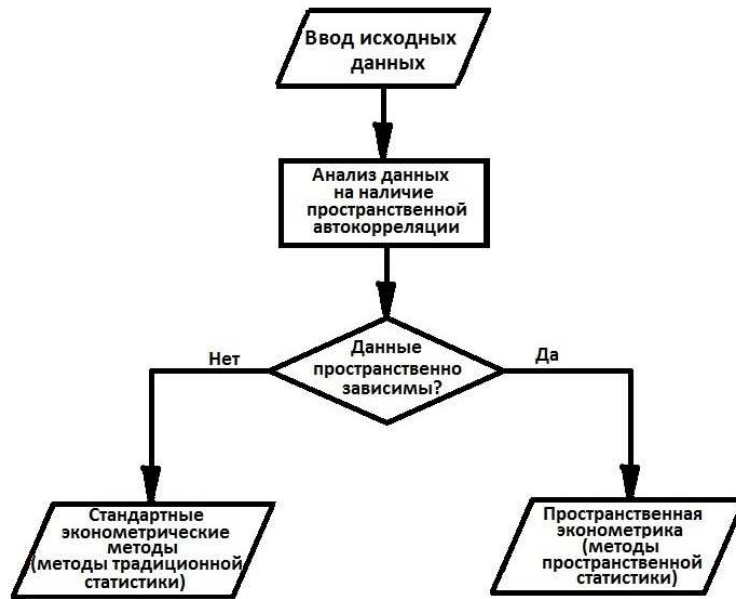 Ввод исходных
данных
Анализ данных
на наличие
пространственной
автокорреляции
Данные
пространственно
зависимы?
Нет
Да
Стандартные
эконометрические
методы
(методы традиционной
статистики)
Пространственная
эконометрика
(методы
пространственной
статистики)